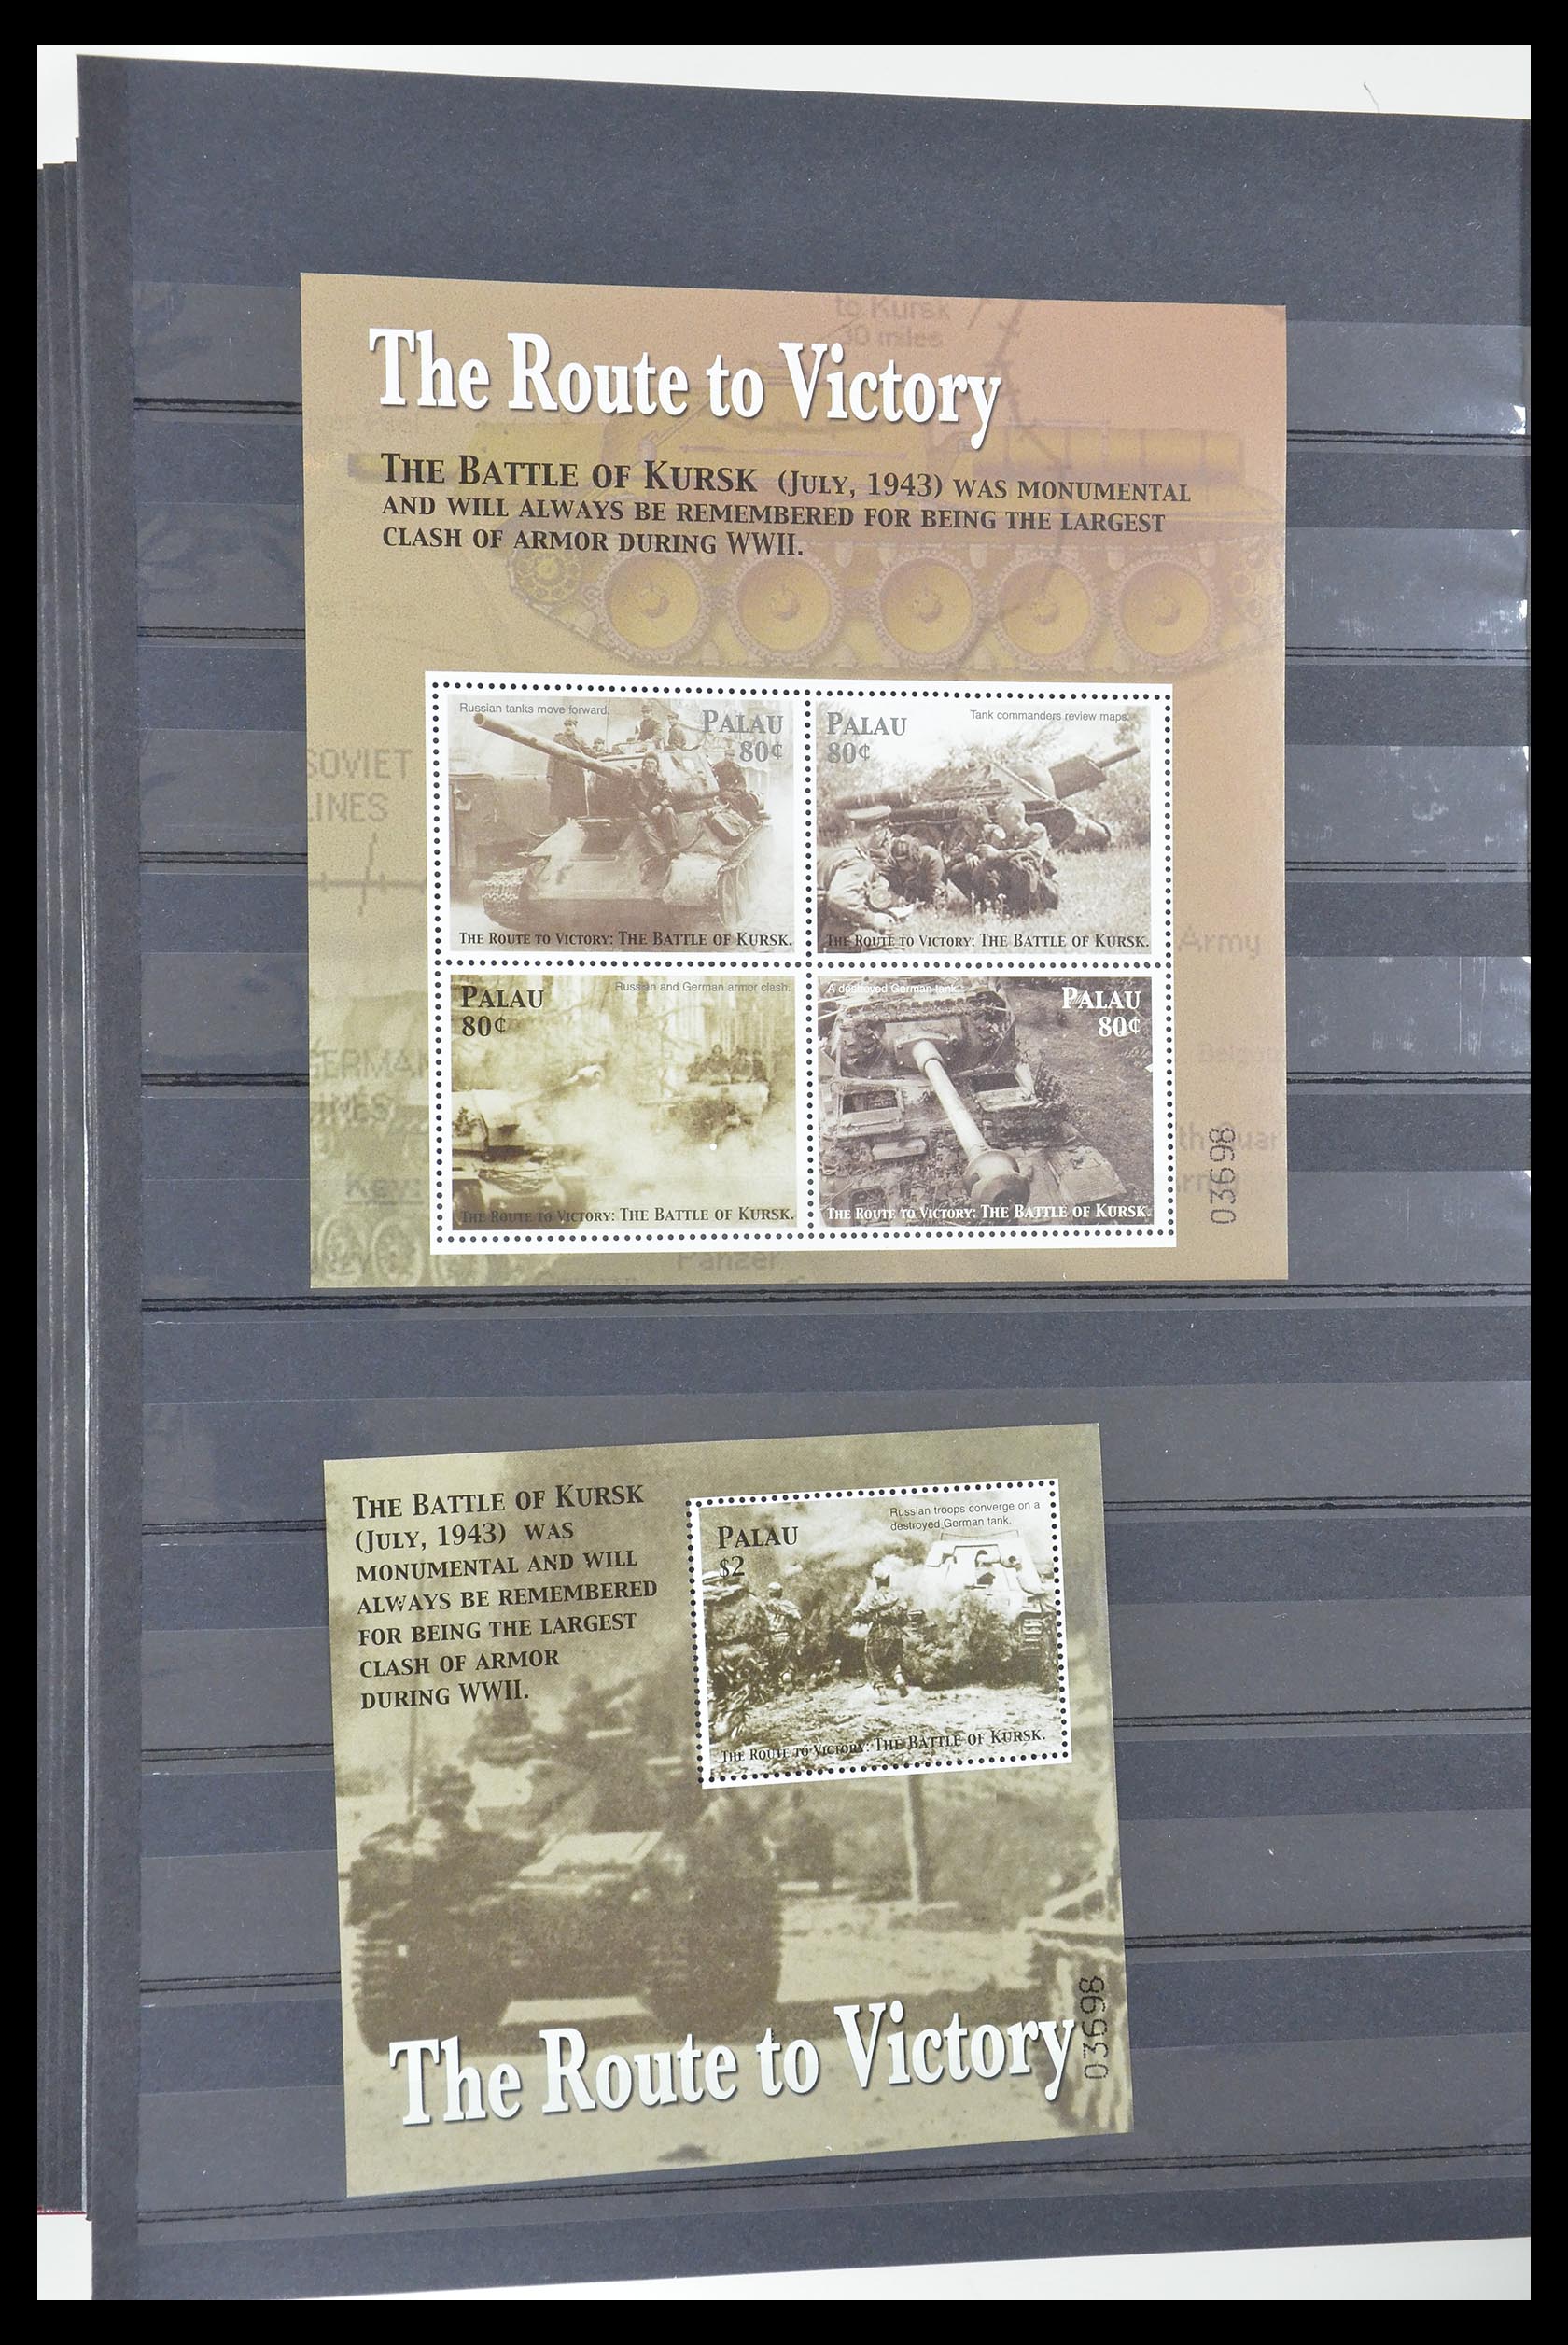 to Kursk
30 miles
The Route to Victory
THE BATTLE OF KURSK (JULY, 1943) WAS MONUMENTAL
AND WILL ALWAYS BE REMEMBERED FOR BEING THE LARGEST
CLASH OF ARMOR DURING WWII.
SOVIET
LINES
Russian tanks move forward.
PALAU
80¢
THE ROUTE TO VICTORY: THE BATTLE OF KURSK.
PALAU
80¢
Tank commanders review maps.
THE ROUTE TO VICTORY: THE BATTLE OF KURSK.
Army
GERMAN
LINES
Key:
PALAU
80¢
Russian and German armor clash.
THE ROUTE TO VICTORY: THE BATTLE OF KURSK.
A destroyed German tank.
PALAU
80¢
THE ROUTE TO VICTORY: THE BATTLE OF KURSK.
Panzer
03698
THE BATTLE OF KURSK
(JULY, 1943) WAS
MONUMENTAL AND WILL
ALWAYS BE REMEMBERED
FOR BEING THE LARGEST
CLASH OF ARMOR
DURING WWII.
PALAU
$2
Russian troops converge on a
destroyed German tank.
THE ROUTE TO VICTORY: THE BATTLE OF KURSK.
The Route to Victory
03698